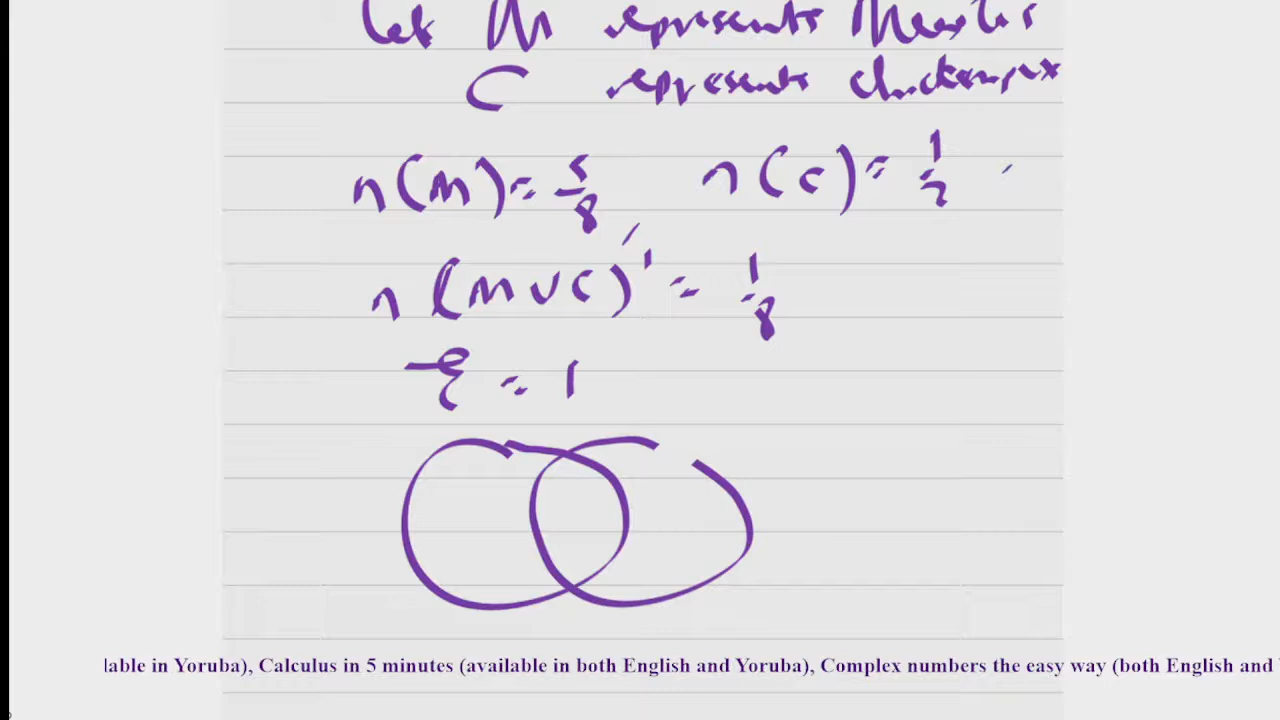 Let M represents Measles
C represents chickenpox
n(M) = 5/8 n(C) = 1/2
n(M∪C)' = 1/8
ξ = 1
lable in Yoruba), Calculus in 5 minutes (available in both English and Yoruba), Complex numbers the easy way (both English and